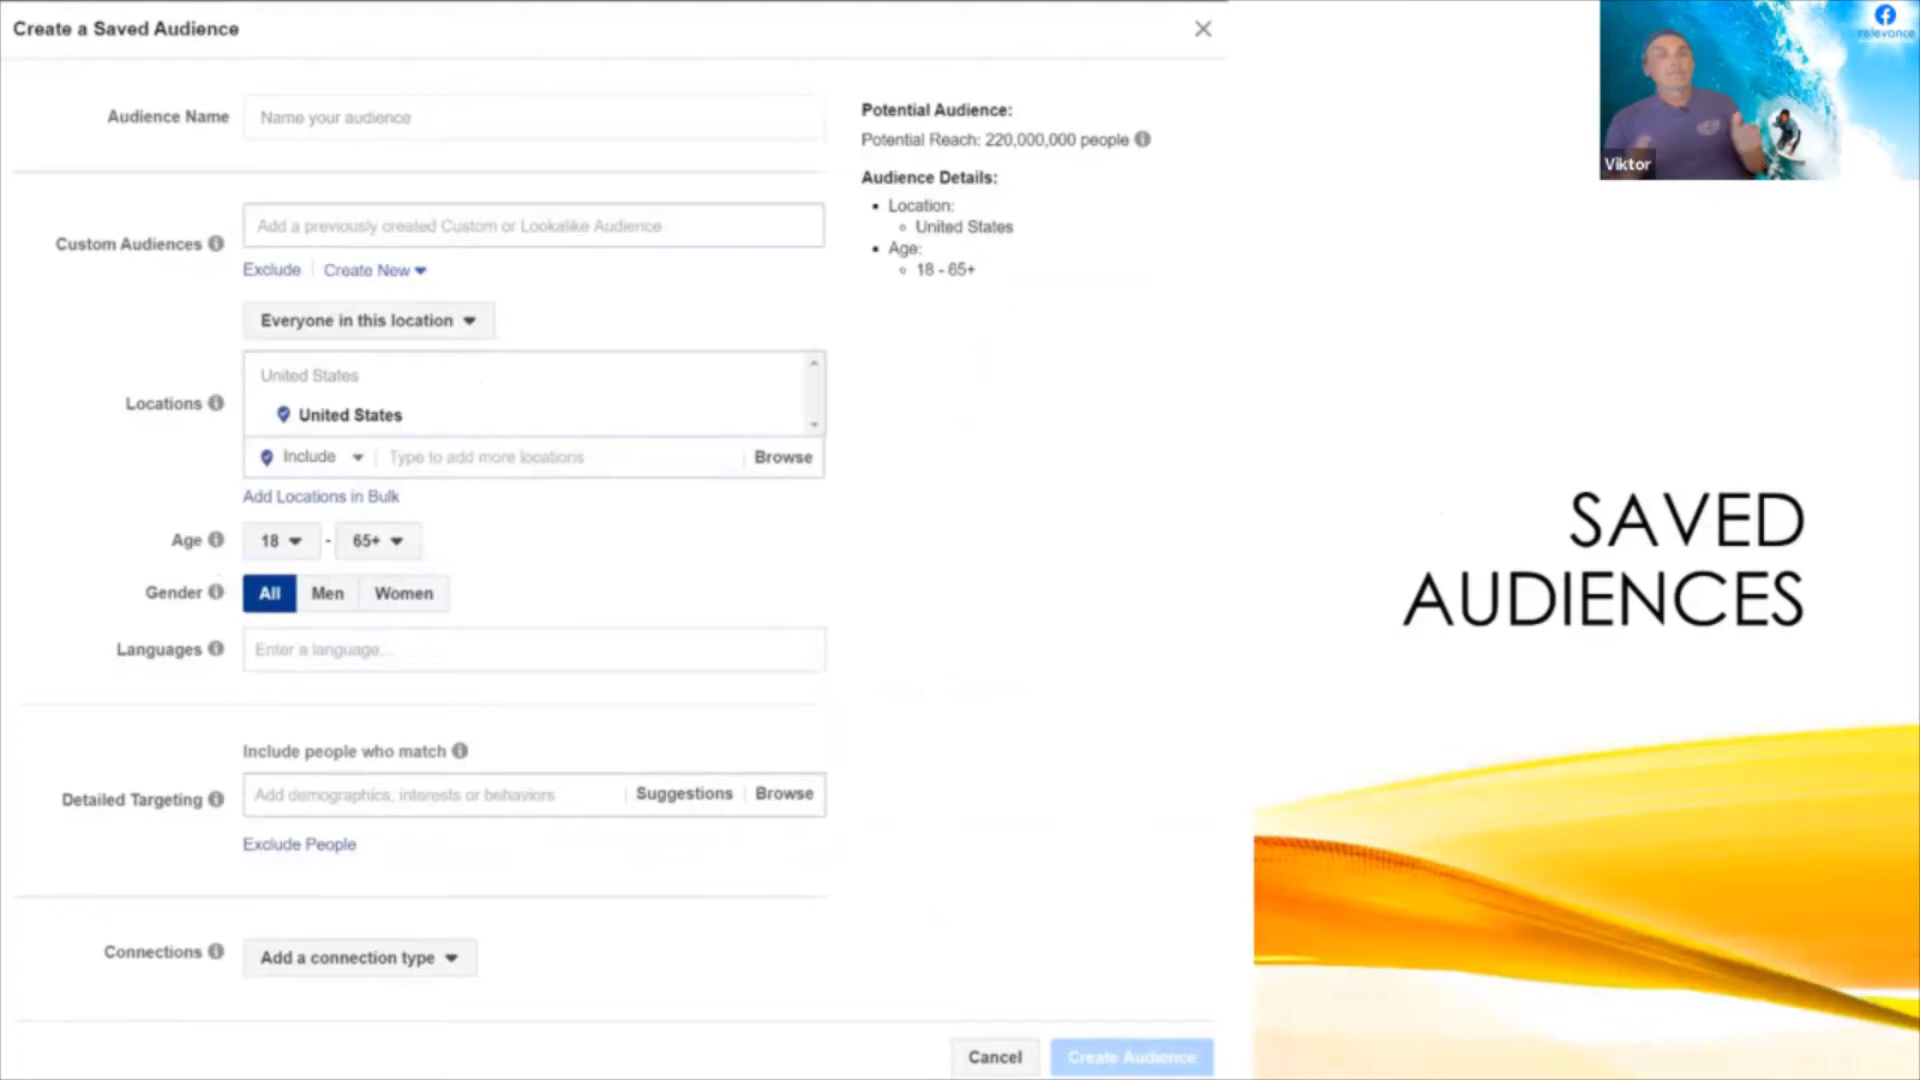 Create a Saved Audience
Audience Name
Name your audience
Potential Audience:
Potential Reach: 220,000,000 people
Audience Details:
Location:
United States
Age:
18 - 65+
Custom Audiences
Add a previously created Custom or Lookalike Audience
Exclude
Create New
Everyone in this location
Locations
United States
United States
Include
Type to add more locations
Browse
Add Locations in Bulk
Age
18 - 65+
Gender
All Men Women
Languages
Enter a language...
Include people who match
Detailed Targeting
Add demographics, interests or behaviors
Suggestions
Browse
Exclude People
Connections
Add a connection type
Cancel
Create Audience
SAVED
AUDIENCES
relevance
Viktor